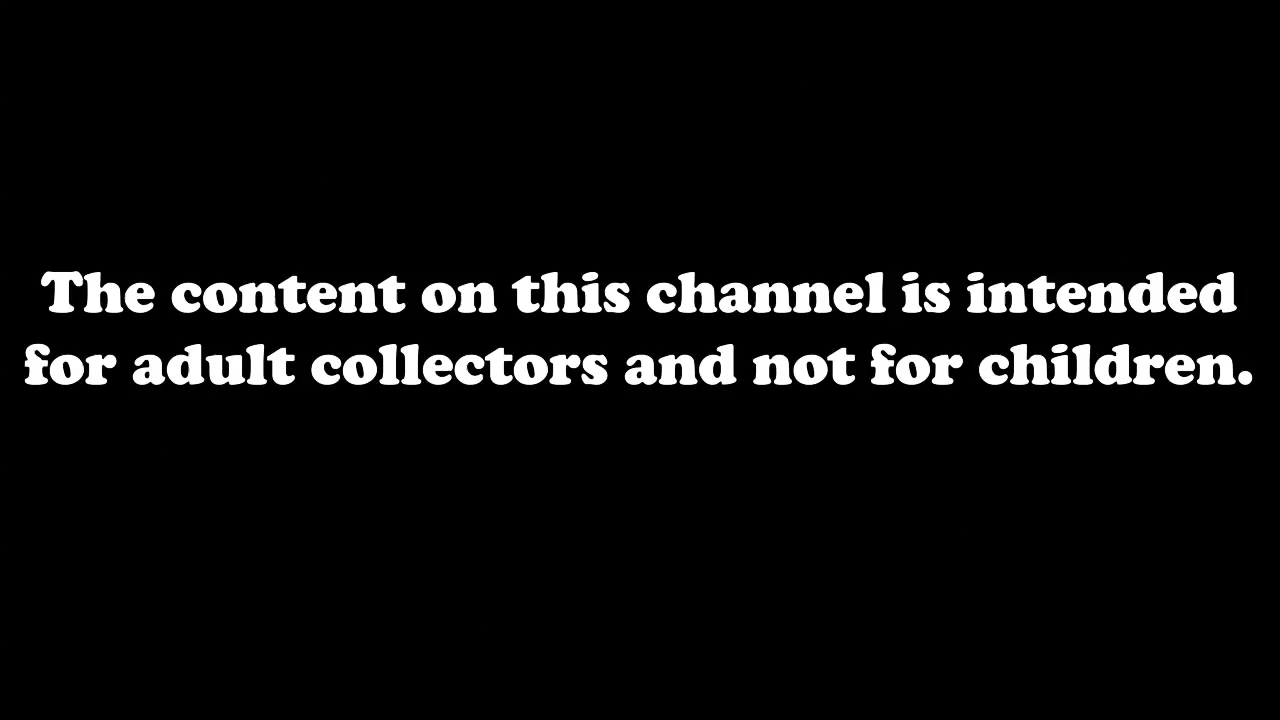 The content on this channel is intended
for adult collectors and not for children.